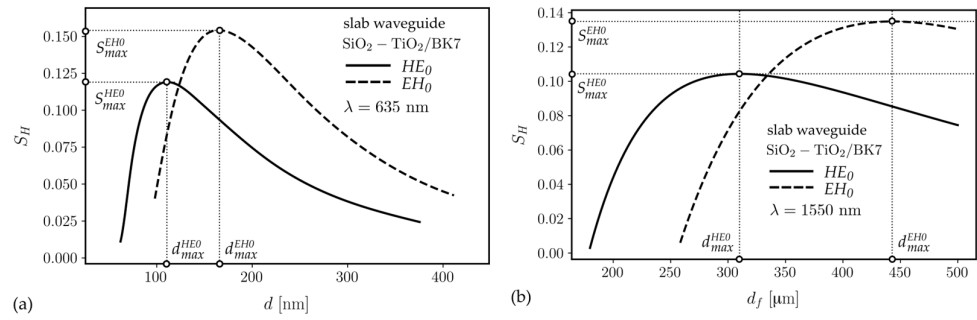 slab waveguide
SiO₂ − TiO₂/BK7
HE₀
EH₀
λ = 635 nm
S_max^EH0
S_max^HE0
d_max^HE0
d_max^EH0
0.150
0.125
0.100
0.075
0.050
0.025
0.000
S_H
100
200
300
400
d [nm]
(a)
slab waveguide
SiO₂ − TiO₂/BK7
HE₀
EH₀
λ = 1550 nm
S_max^EH0
S_max^HE0
d_max^HE0
d_max^EH0
0.14
0.12
0.10
0.08
0.06
0.04
0.02
0.00
S_H
200
250
300
350
400
450
500
d_f [μm]
(b)